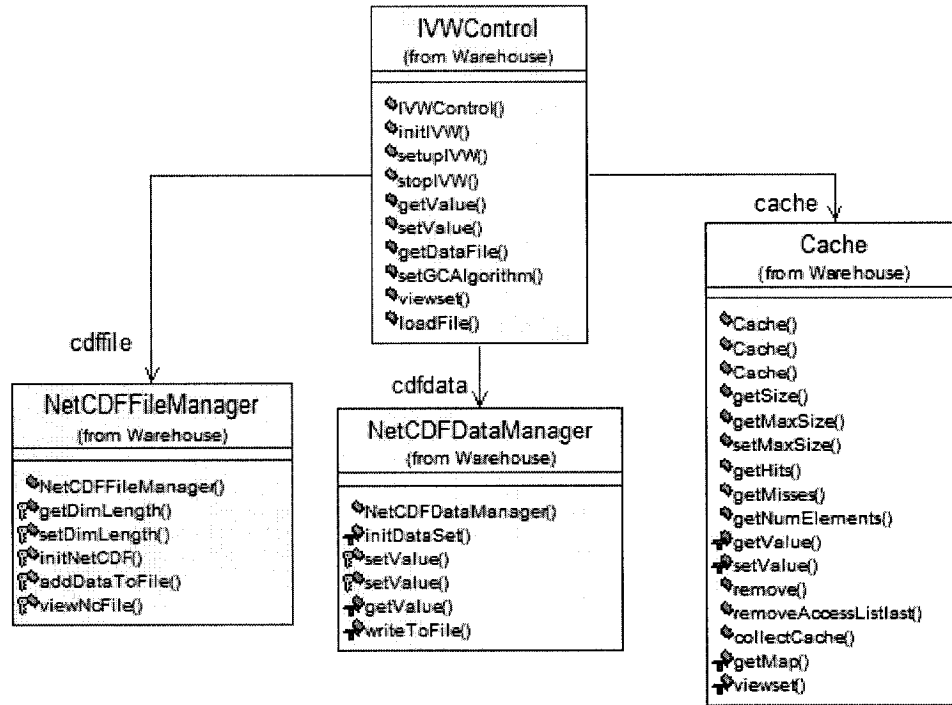 IVWControl
(from Warehouse)
IVWControl()
initIVW()
setupIVW()
stopIVW()
getValue()
setValue()
getDataFile()
setGCAlgorithm()
viewset()
loadFile()
cdffile
cdfdata
cache
NetCDFFileManager
(from Warehouse)
NetCDFFileManager()
getDimLength()
setDimLength()
initNetCDF()
addDataToFile()
viewNcFile()
NetCDFDataManager
(from Warehouse)
NetCDFDataManager()
initDataSet()
setValue()
setValue()
getValue()
writeToFile()
Cache
(from Warehouse)
Cache()
Cache()
Cache()
getSize()
getMaxSize()
setMaxSize()
getHits()
getMisses()
getNumElements()
getValue()
setValue()
remove()
removeAccessListlast()
collectCache()
getMap()
viewset()